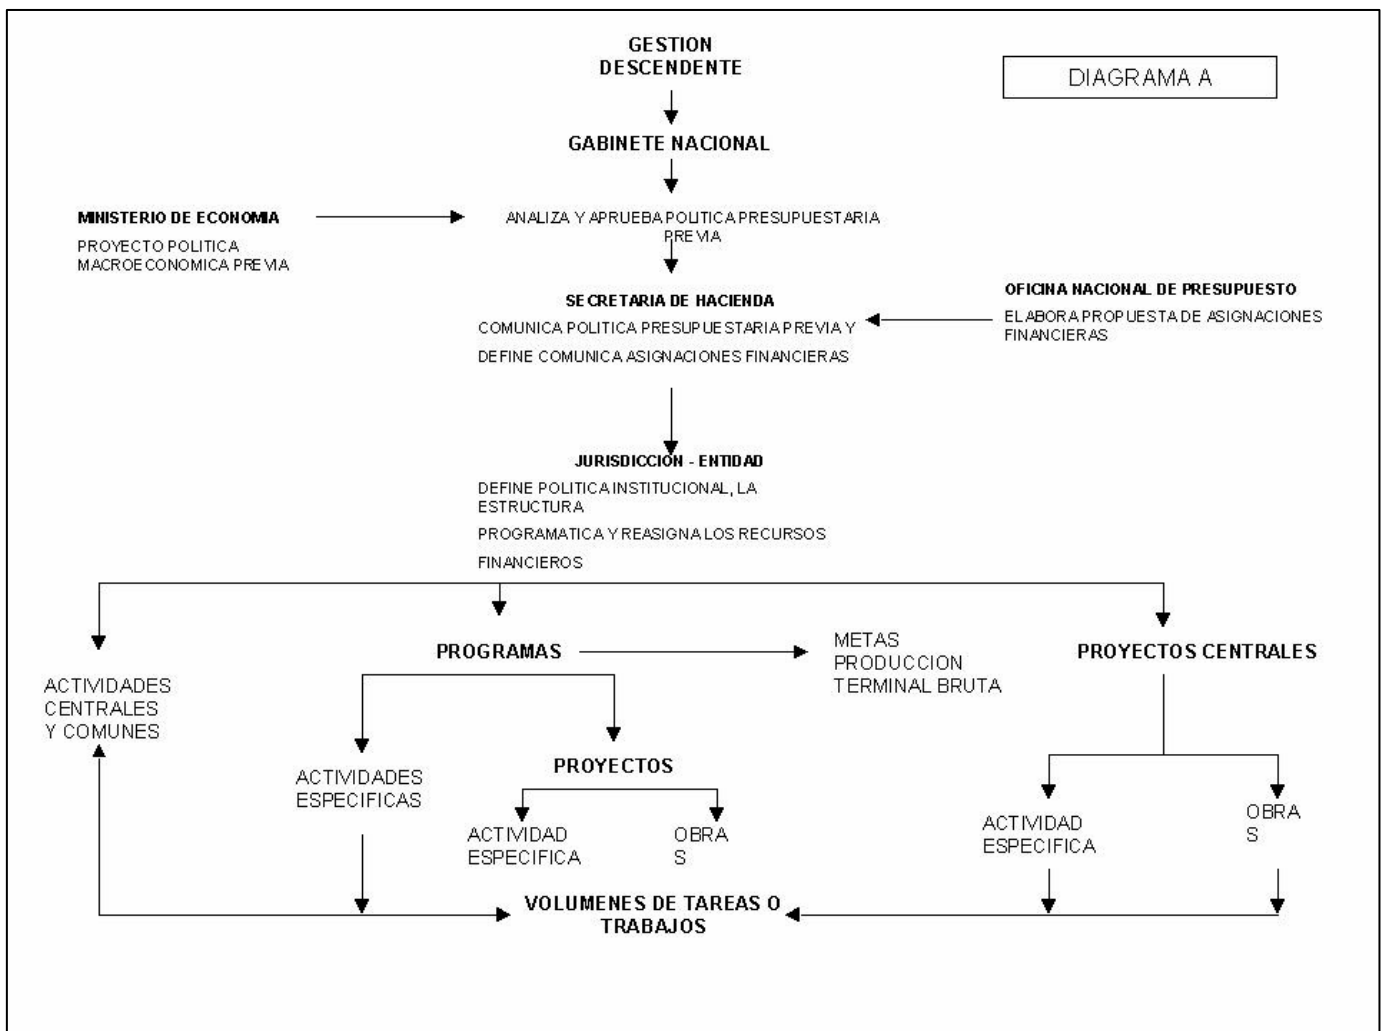 GESTION
DESCENDENTE
DIAGRAMA A
GABINETE NACIONAL
MINISTERIO DE ECONOMIA
PROYECTO POLITICA
MACROECONOMICA PREVIA
ANALIZA Y APRUEBA POLITICA PRESUPUESTARIA
PREVIA
SECRETARIA DE HACIENDA
COMUNICA POLITICA PRESUPUESTARIA PREVIA Y
DEFINE COMUNICA ASIGNACIONES FINANCIERAS
OFICINA NACIONAL DE PRESUPUESTO
ELABORA PROPUESTA DE ASIGNACIONES
FINANCIERAS
JURISDICCION - ENTIDAD
DEFINE POLITICA INSTITUCIONAL, LA
ESTRUCTURA
PROGRAMATICA Y REASIGNA LOS RECURSOS
FINANCIEROS
ACTIVIDADES
CENTRALES
Y COMUNES
PROGRAMAS
METAS
PRODUCCION
TERMINAL BRUTA
PROYECTOS CENTRALES
ACTIVIDADES
ESPECIFICAS
PROYECTOS
ACTIVIDAD
ESPECIFICA
OBRA
S
ACTIVIDAD
ESPECIFICA
OBRA
S
VOLUMENES DE TAREAS O
TRABAJOS